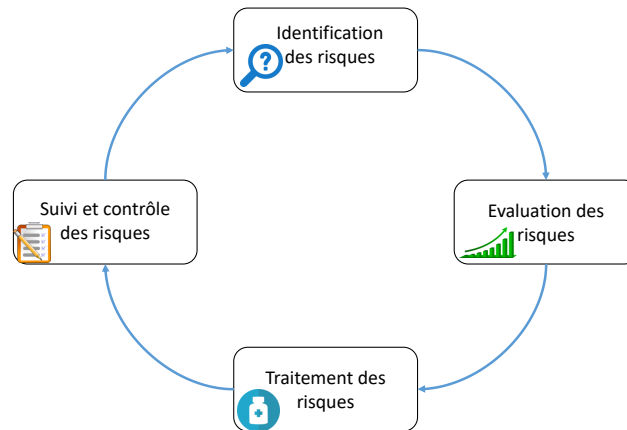 Identification
des risques
Evaluation des
risques
Traitement des
risques
Suivi et contrôle
des risques
?